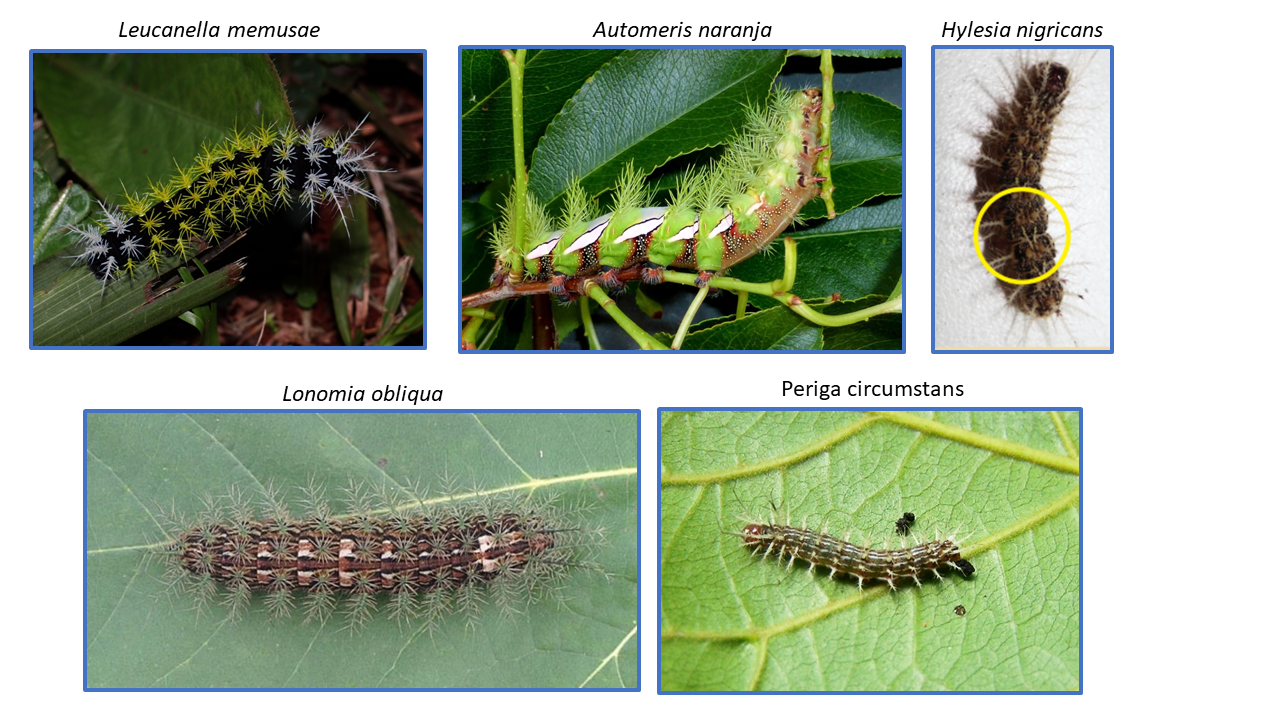 Leucanella memusae
Automeris naranja
Hylesia nigricans
Lonomia obliqua
Periga circumstans